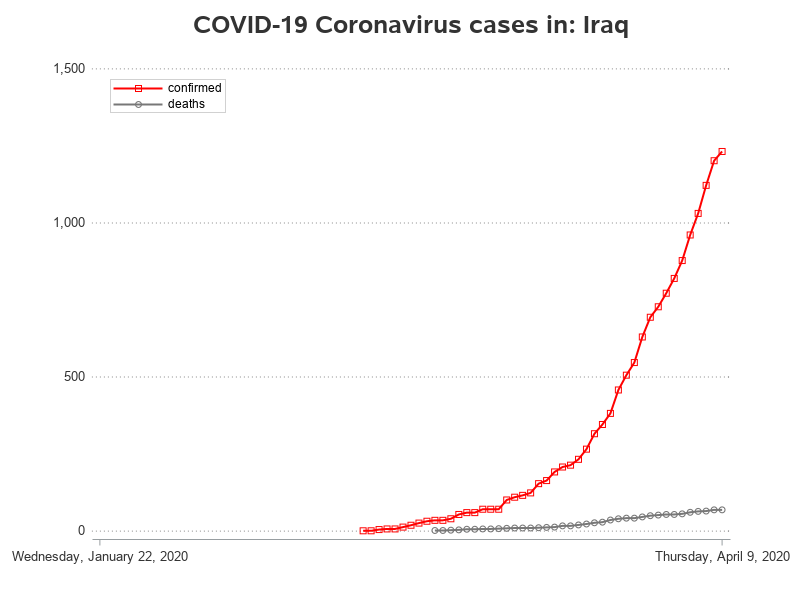 COVID-19 Coronavirus cases in: Iraq
1,500
confirmed
deaths
1,000
500
0
Wednesday, January 22, 2020
Thursday, April 9, 2020